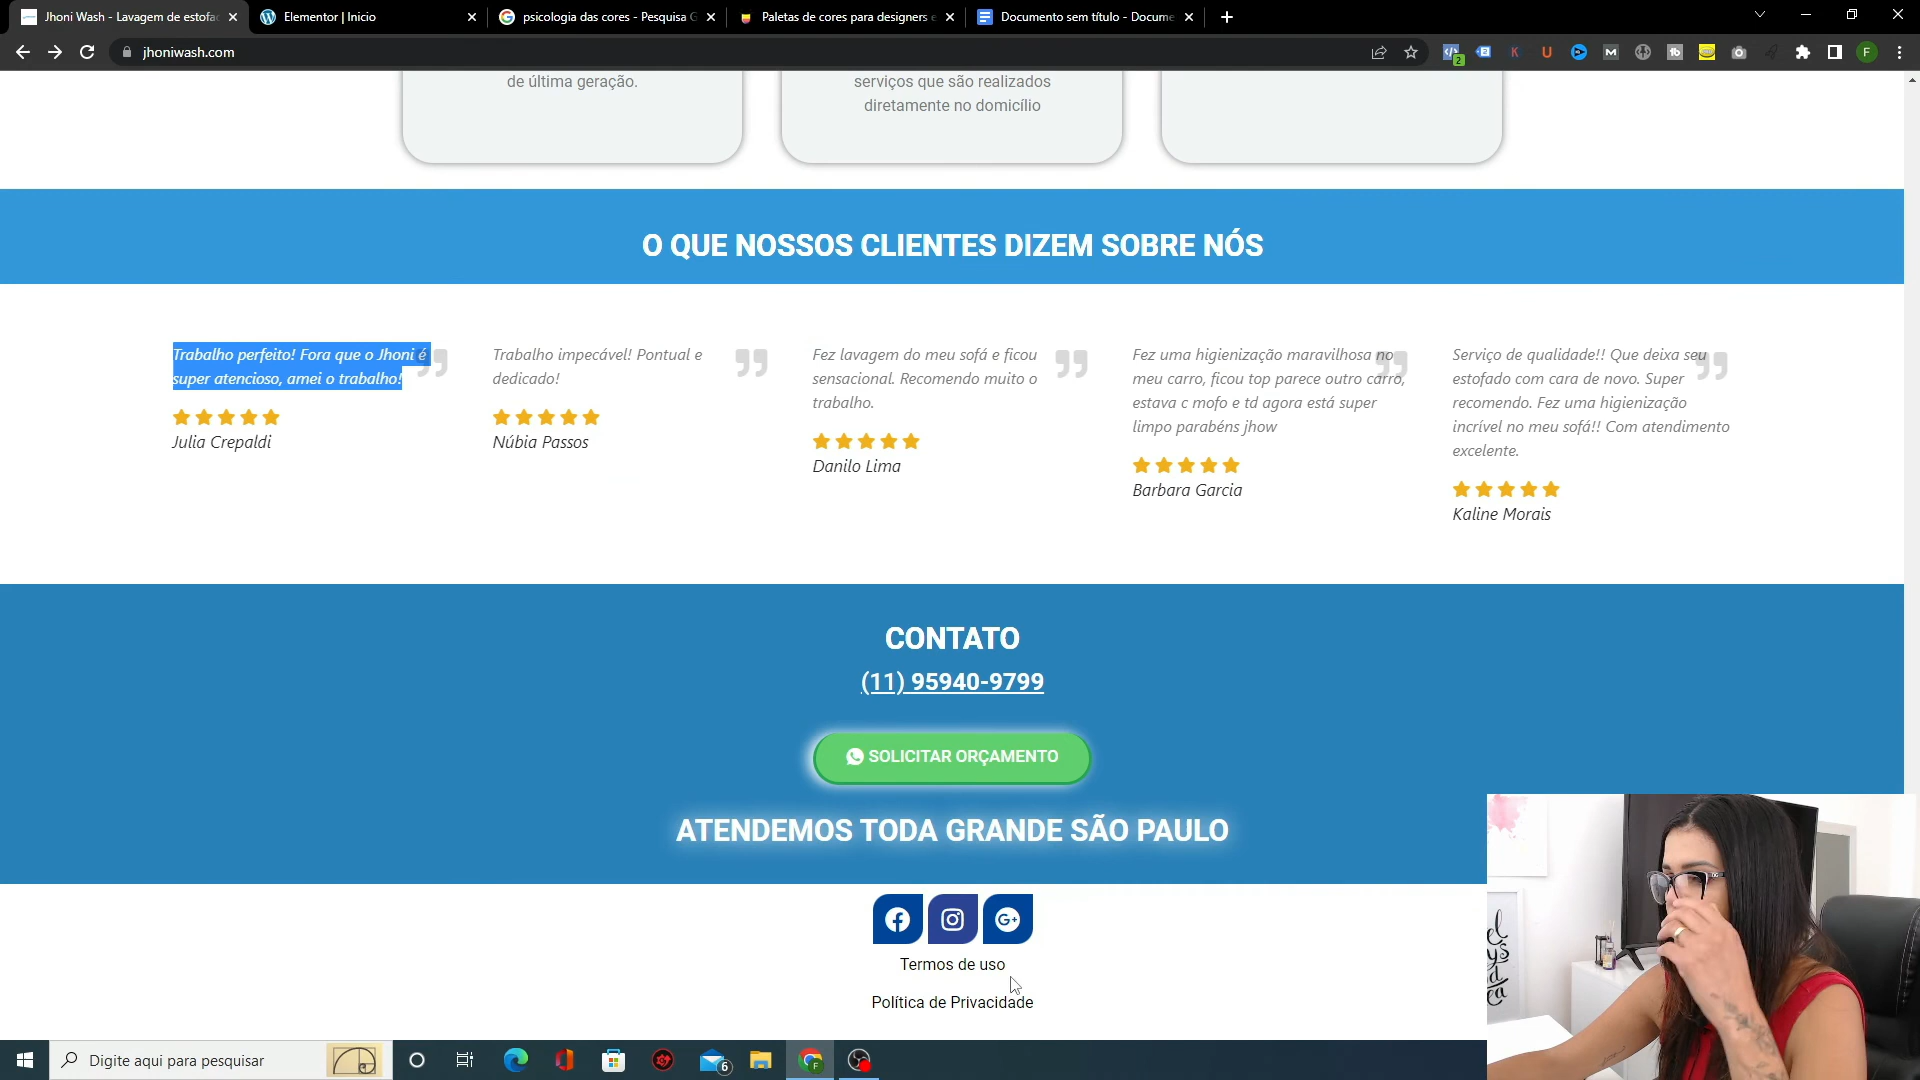 Jhoni Wash - Lavagem de estofa
Elementor | Inicio
psicologia das cores - Pesquisa G
Paletas de cores para designers e
Documento sem título - Docume
jhoniwash.com
de última geração.
serviços que são realizados
diretamente no domicílio
O QUE NOSSOS CLIENTES DIZEM SOBRE NÓS
Trabalho perfeito! Fora que o Jhoni é
super atencioso, amei o trabalho!
Julia Crepaldi
Trabalho impecável! Pontual e
dedicado!
Núbia Passos
Fez lavagem do meu sofá e ficou
sensacional. Recomendo muito o
trabalho.
Danilo Lima
Fez uma higienização maravilhosa no
meu carro, ficou top parece outro carro,
estava c mofo e td agora está super
limpo parabéns jhow
Barbara Garcia
Serviço de qualidade!! Que deixa seu
estofado com cara de novo. Super
recomendo. Fez uma higienização
incrível no meu sofá!! Com atendimento
excelente.
Kaline Morais
CONTATO
(11) 95940-9799
SOLICITAR ORÇAMENTO
ATENDEMOS TODA GRANDE SÃO PAULO
Termos de uso
Política de Privacidade
Digite aqui para pesquisar